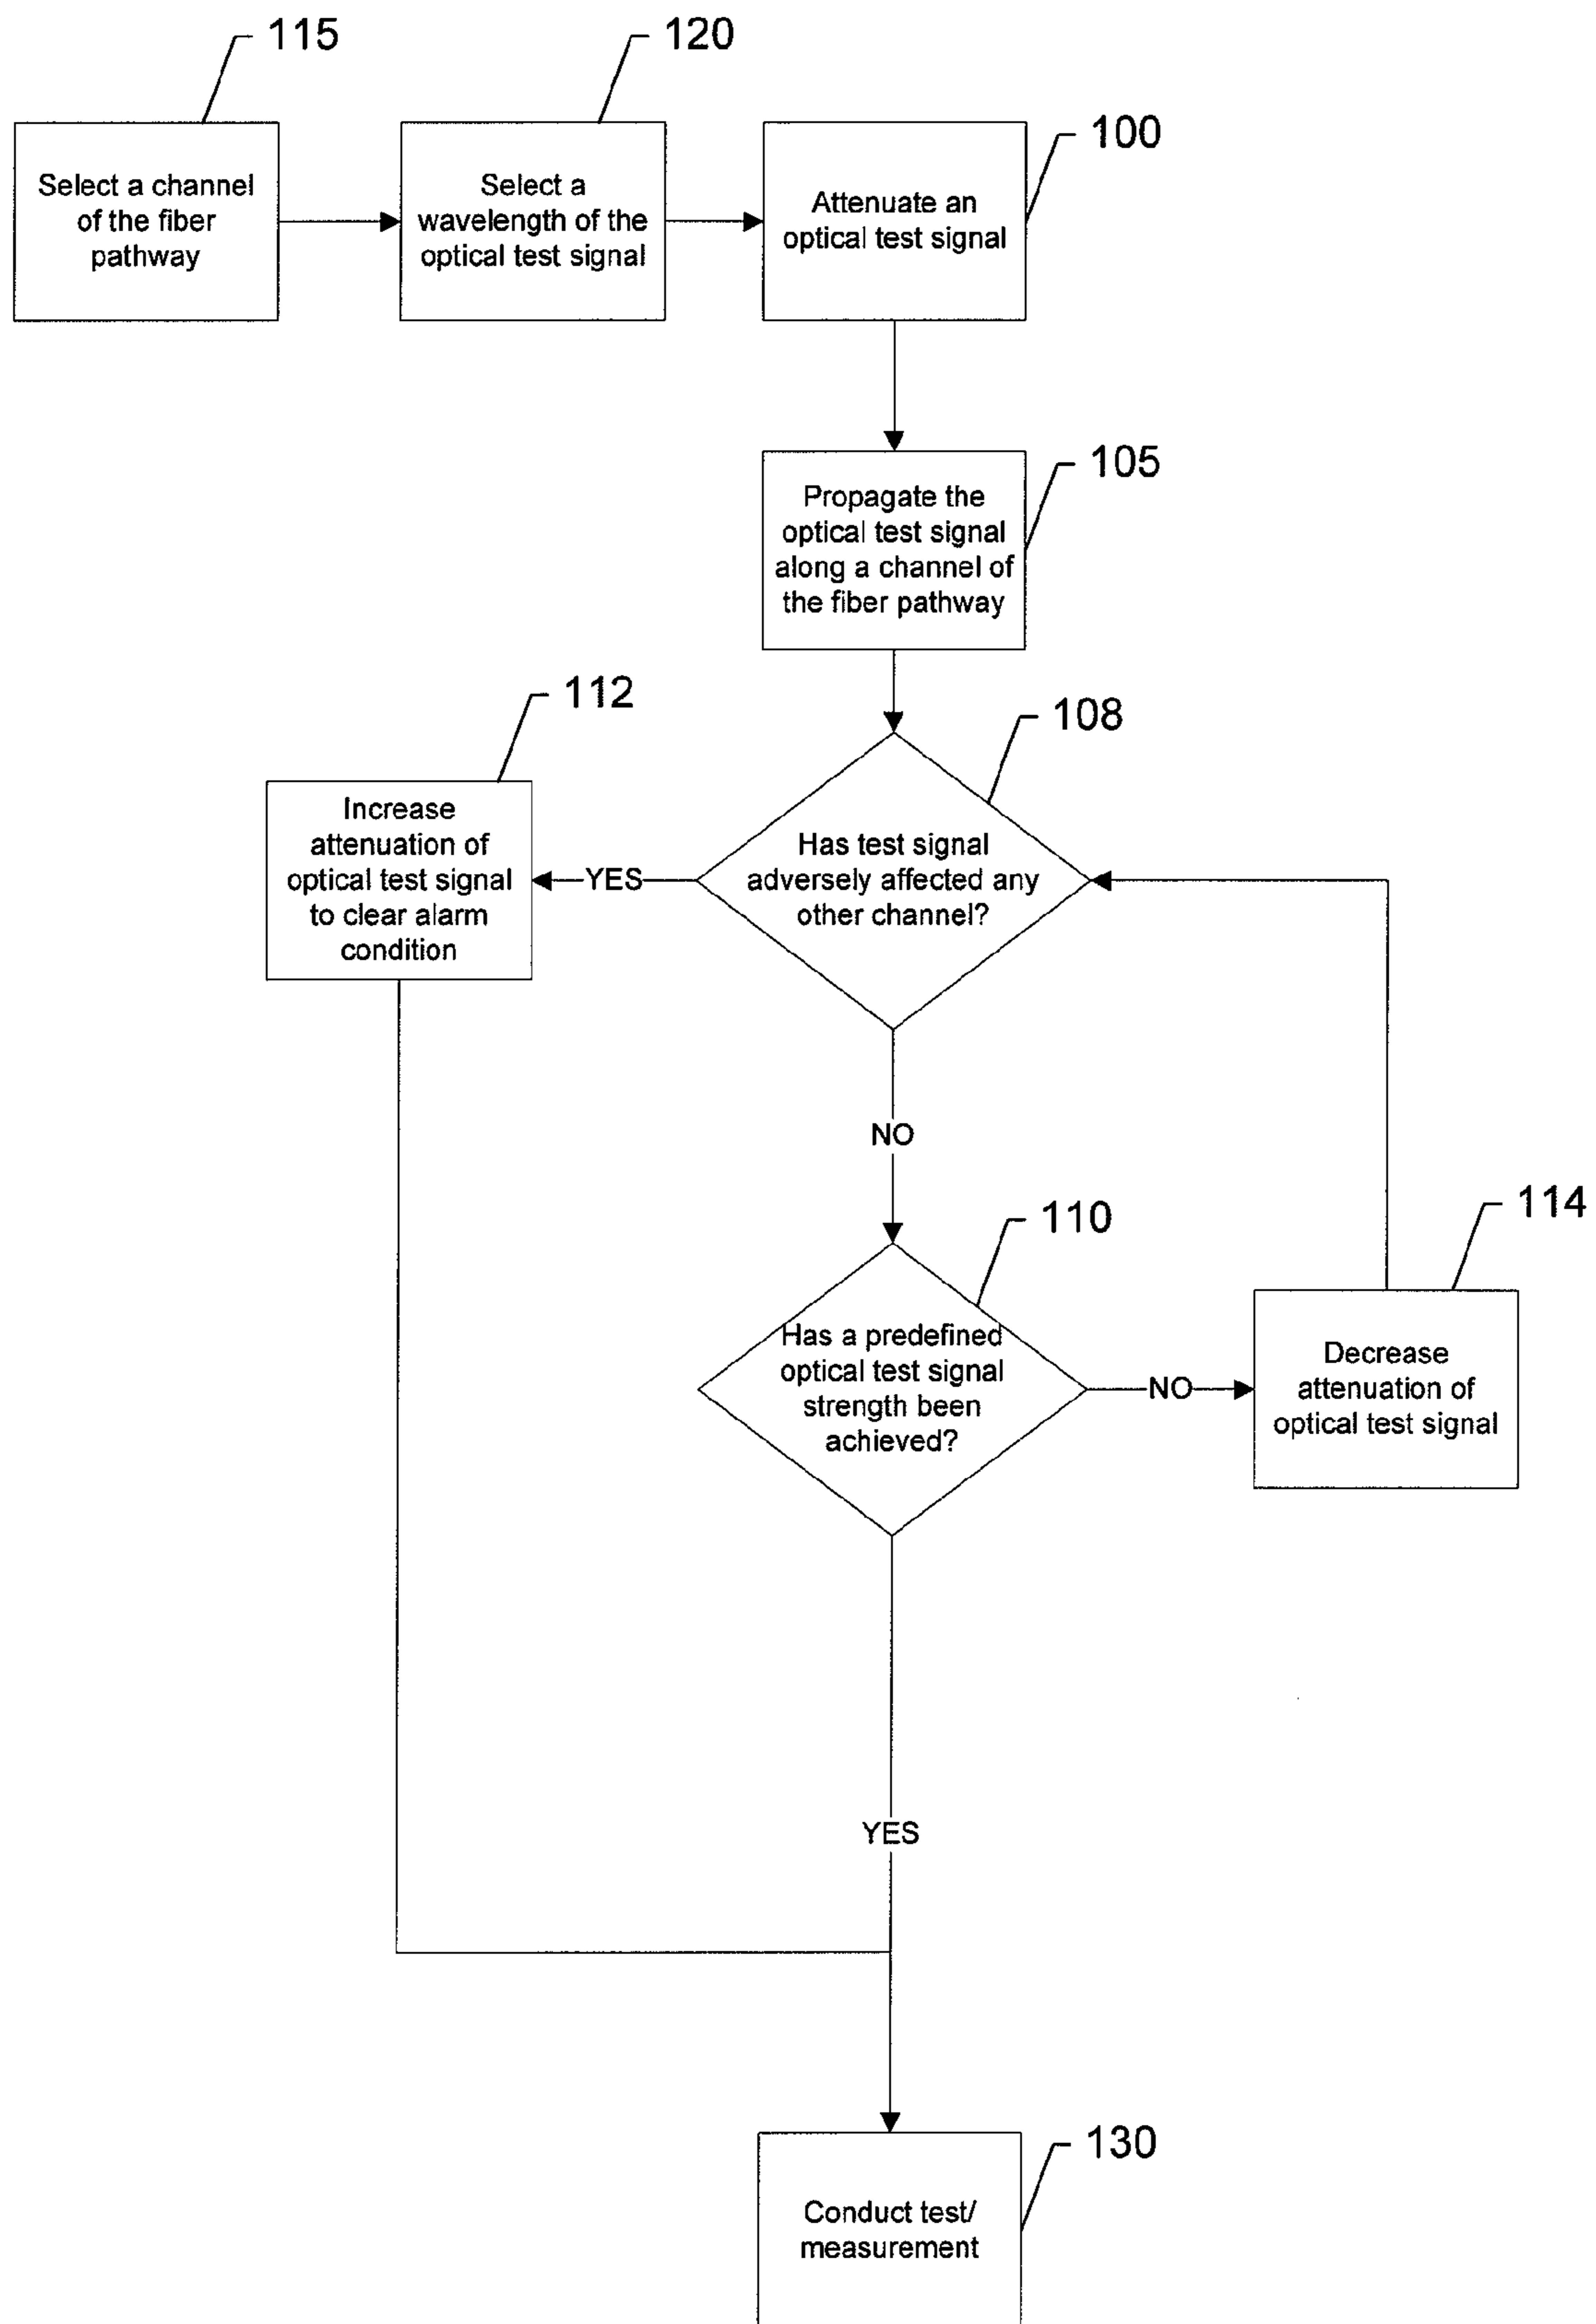 115
120
100
Select a channel
of the fiber
pathway
Select a
wavelength of the
optical test signal
Attenuate an
optical test signal
105
Propagate the
optical test signal
along a channel of
the fiber pathway
112
108
Increase
attenuation of
optical test signal
to clear alarm
condition
YES
Has test signal
adversely affected any
other channel?
NO
110
114
Has a predefined
optical test signal
strength been
achieved?
NO
Decrease
attenuation of
optical test signal
YES
130
Conduct test/
measurement